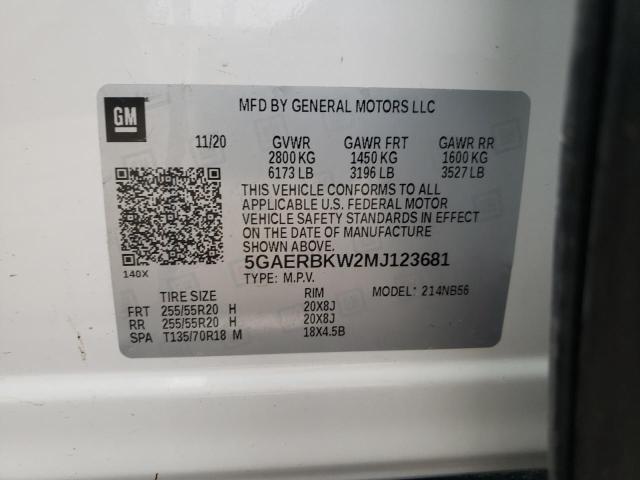 GM
MFD BY GENERAL MOTORS LLC
11/20 GVWR GAWR FRT GAWR RR
2800 KG 1450 KG 1600 KG
6173 LB 3196 LB 3527 LB
THIS VEHICLE CONFORMS TO ALL
APPLICABLE U.S. FEDERAL MOTOR
VEHICLE SAFETY STANDARDS IN EFFECT
ON THE DATE OF MANUFACTURE
SHOWN ABOVE.
140X 5GAERBKW2MJ123681
TYPE: M.P.V. MODEL: 214NB56
TIRE SIZE RIM
FRT 255/55R20 H 20X8J
RR 255/55R20 H 20X8J
SPA T135/70R18 M 18X4.5B